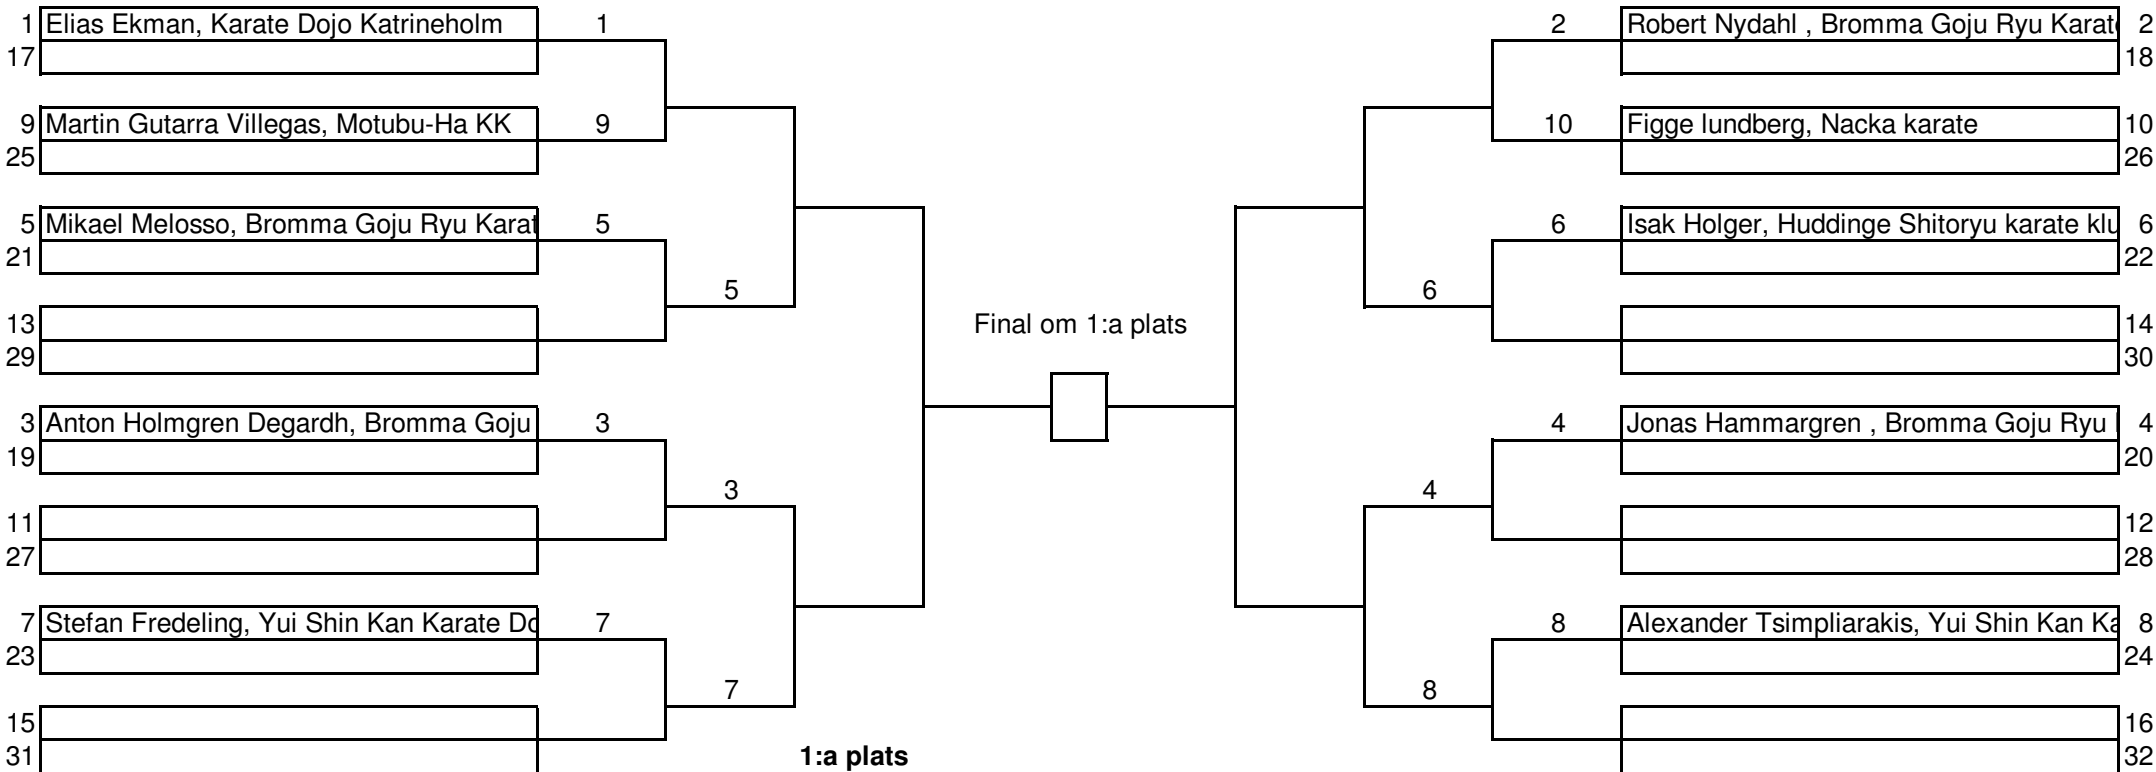 1 Elias Ekman, Karate Dojo Katrineholm 1 2 Robert Nydahl , Bromma Goju Ryu Karat 2
17 18
9 Martin Gutarra Villegas, Motubu-Ha KK 9 10 Figge lundberg, Nacka karate 10
25 26
5 Mikael Melosso, Bromma Goju Ryu Karat 5 6 Isak Holger, Huddinge Shitoryu karate klu 6
21 22
5 6
13 Final om 1:a plats 14
29 30
3 Anton Holmgren Degardh, Bromma Goju 3 4 Jonas Hammargren , Bromma Goju Ryu 4
19 20
3 4
11 12
27 28
7 Stefan Fredeling, Yui Shin Kan Karate Do 7 8 Alexander Tsimpliarakis, Yui Shin Kan Ka 8
23 24
7 8
15 16
31 1:a plats 32